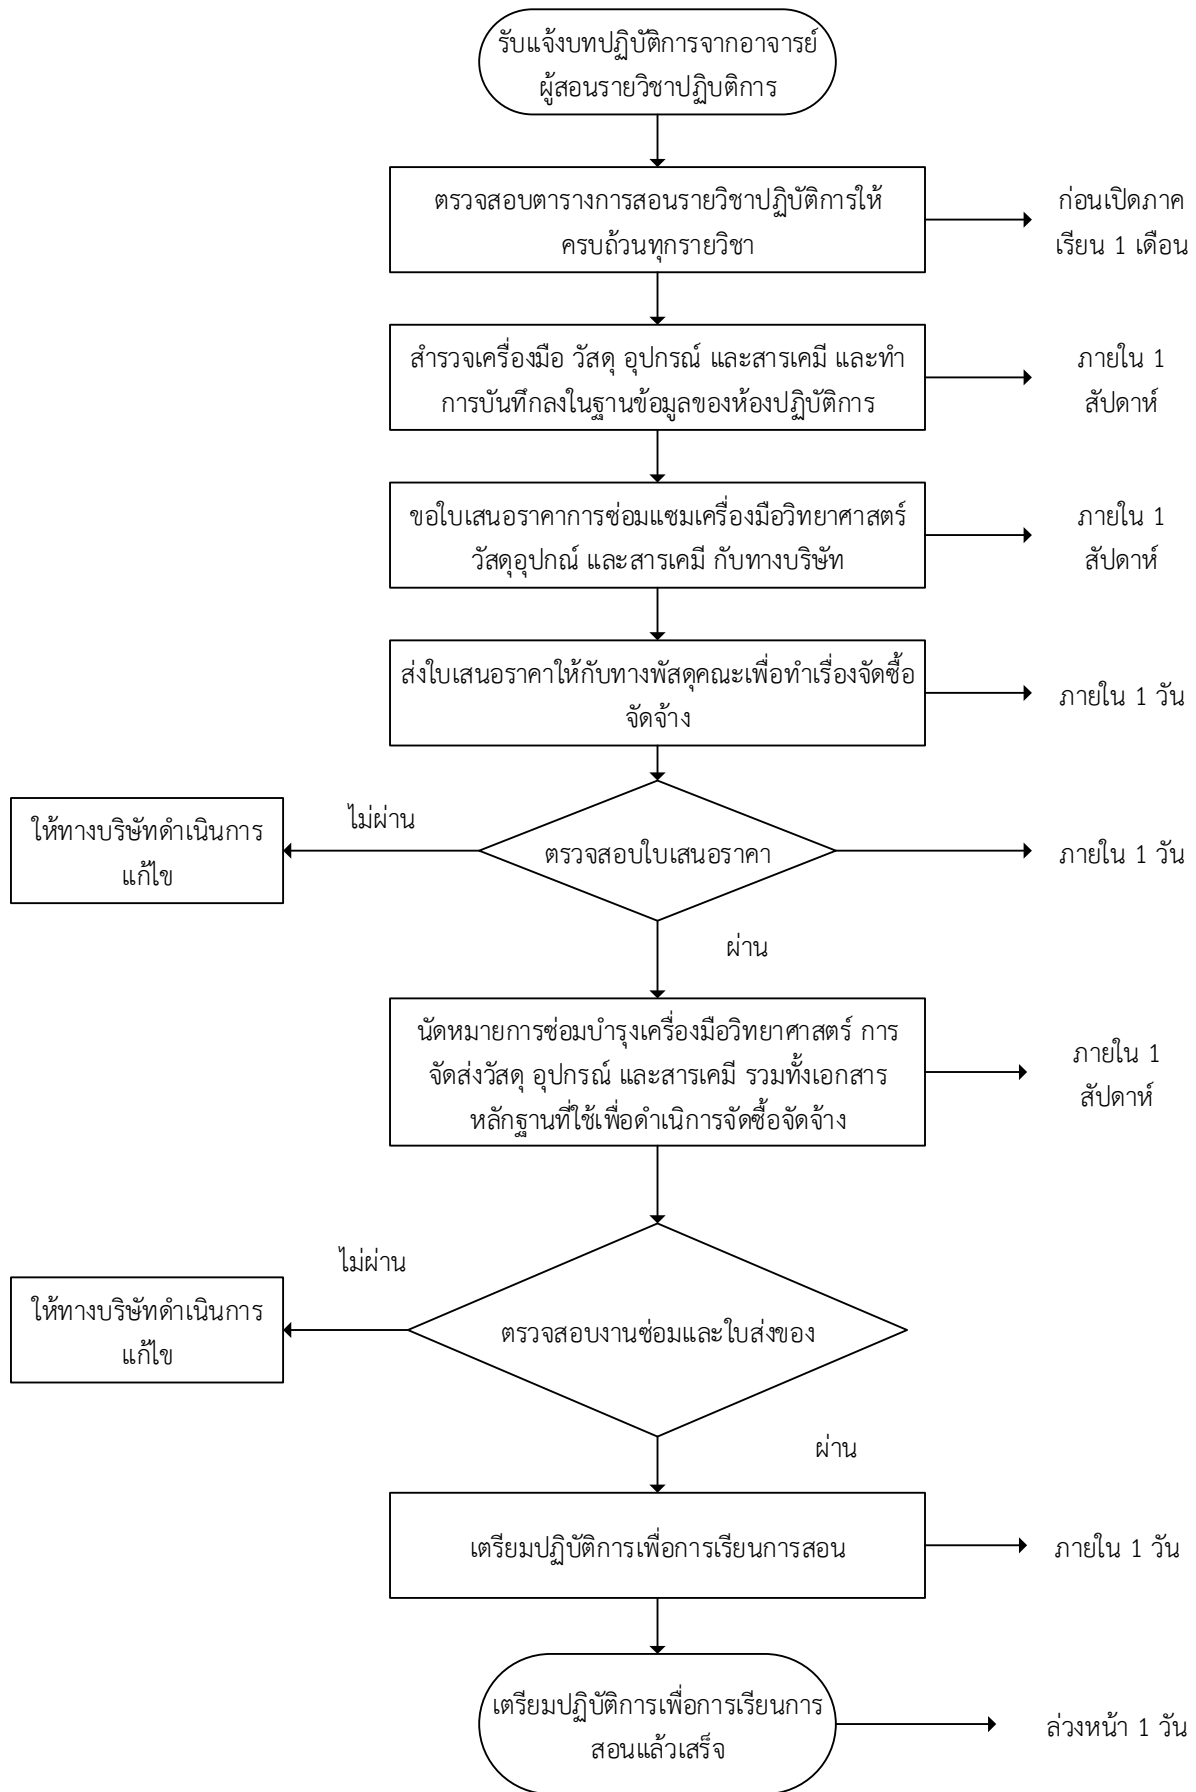 รับแจ้งบทปฏิบัติการจากอาจารย์
ผู้สอนรายวิชาปฏิบติการ
ตรวจสอบตารางการสอนรายวิชาปฏิบัติการให้
ครบถ้วนทุกรายวิชา
ก่อนเปิดภาค
เรียน 1 เดือน
สำรวจเครื่องมือ วัสดุ อุปกรณ์ และสารเคมี และทำ
การบันทึกลงในฐานข้อมูลของห้องปฏิบัติการ
ภายใน 1
สัปดาห์
ขอใบเสนอราคาการซ่อมแซมเครื่องมือวิทยาศาสตร์
วัสดุอุปกณ์ และสารเคมี กับทางบริษัท
ภายใน 1
สัปดาห์
ส่งใบเสนอราคาให้กับทางพัสดุคณะเพื่อทำเรื่องจัดซื้อ
จัดจ้าง
ภายใน 1 วัน
ให้ทางบริษัทดำเนินการ
แก้ไข
ไม่ผ่าน
ตรวจสอบใบเสนอราคา
ภายใน 1 วัน
ผ่าน
นัดหมายการซ่อมบำรุงเครื่องมือวิทยาศาสตร์ การ
จัดส่งวัสดุ อุปกรณ์ และสารเคมี รวมทั้งเอกสาร
หลักฐานที่ใช้เพื่อดำเนิการจัดซื้อจัดจ้าง
ภายใน 1
สัปดาห์
ไม่ผ่าน
ให้ทางบริษัทดำเนินการ
แก้ไข
ตรวจสอบงานซ่อมและใบส่งของ
ผ่าน
เตรียมปฏิบัติการเพื่อการเรียนการสอน
ภายใน 1 วัน
เตรียมปฏิบัติการเพื่อการเรียนการ
สอนแล้วเสร็จ
ล่วงหน้า 1 วัน